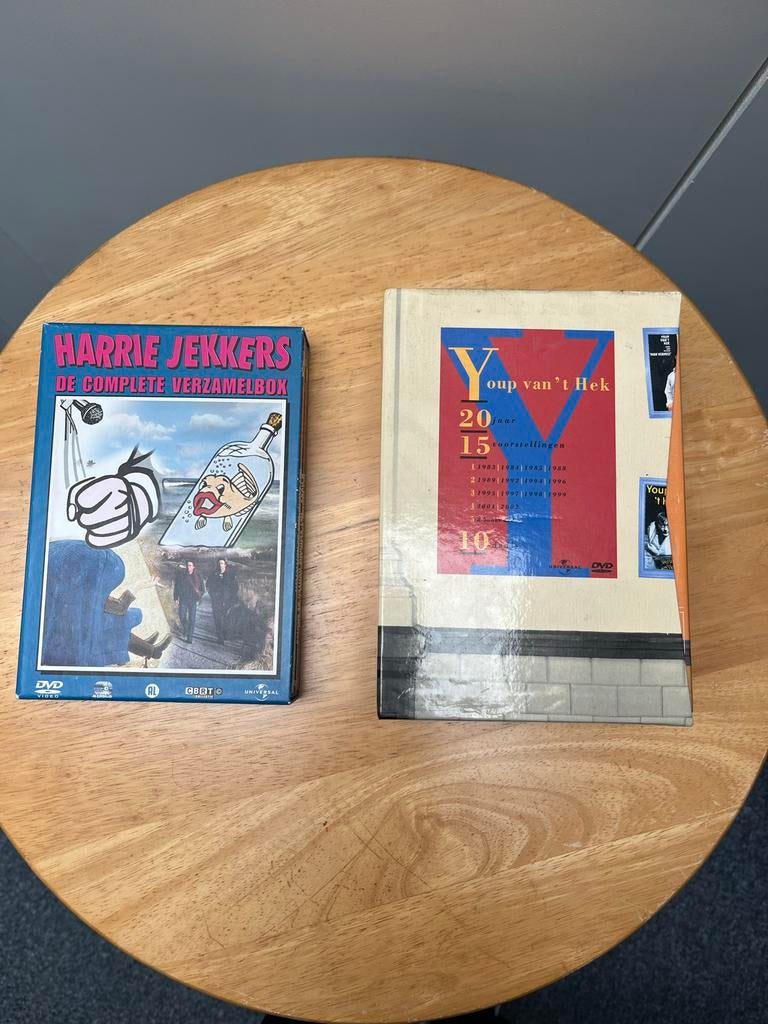 HARRIE JEKKERS
DE COMPLETE VERZAMELBOX
DVD
VIDEO
AL
CBRT
UNIVERSAL
Youp van 't Hek
20 jaar
15 voorstellingen
1 1983|1984|1985|1988
2 1989|1992|1994|1996
3 1995|1997|1998|1999
10
UNIVERSAL
DVD